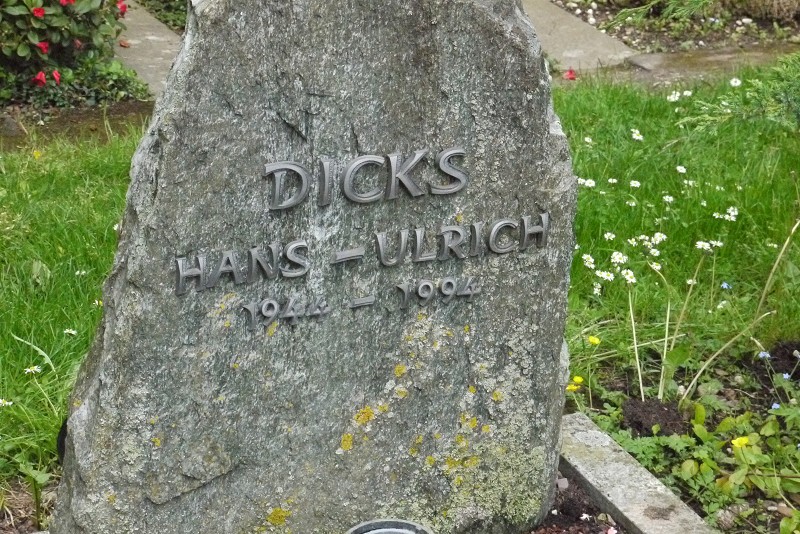 DICKS
HANS – ULRICH
1944 – 1994